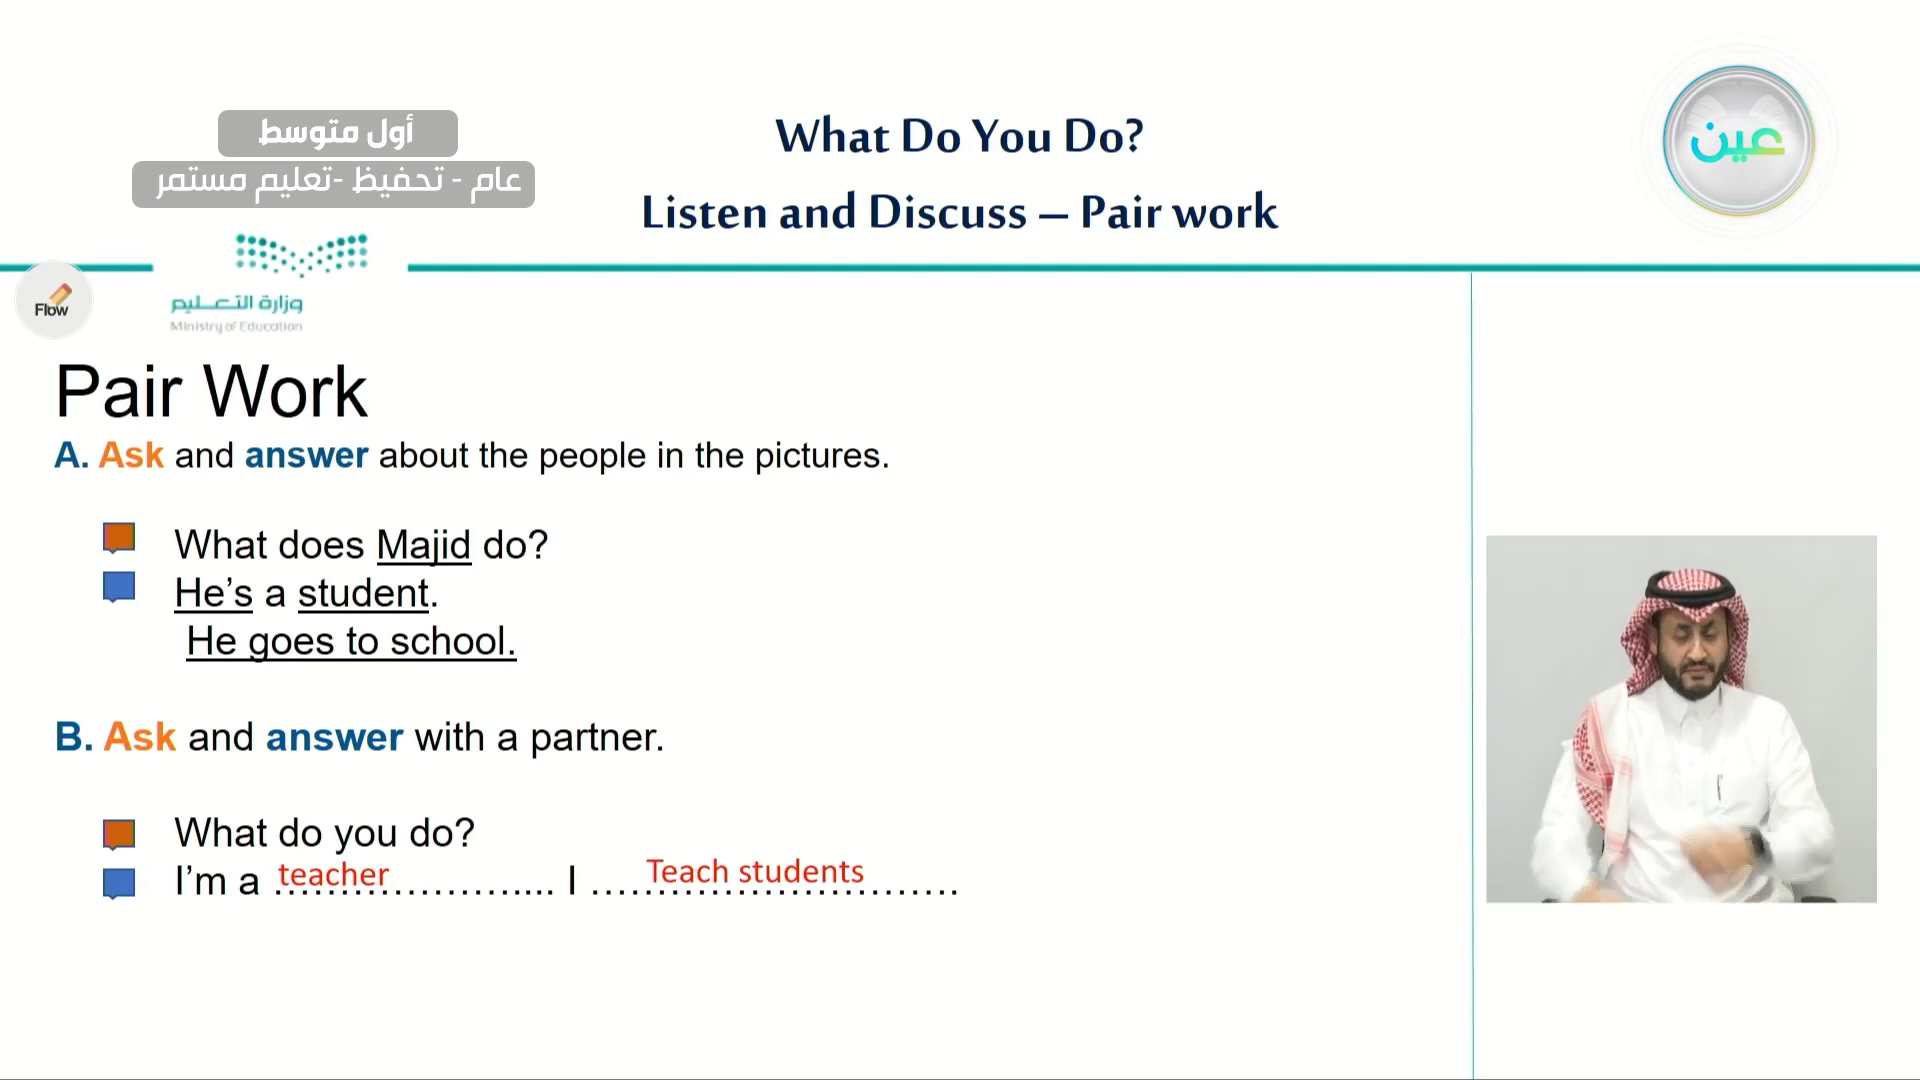 أول متوسط
عام - تحفيظ -تعليم مستمر
What Do You Do?
Listen and Discuss – Pair work
عين
وزارة التعليم
Ministry of Education
Flow
Pair Work
A. Ask and answer about the people in the pictures.
What does Majid do?
He’s a student.
He goes to school.
B. Ask and answer with a partner.
What do you do?
I’m a teacher ........................ I Teach students ............................